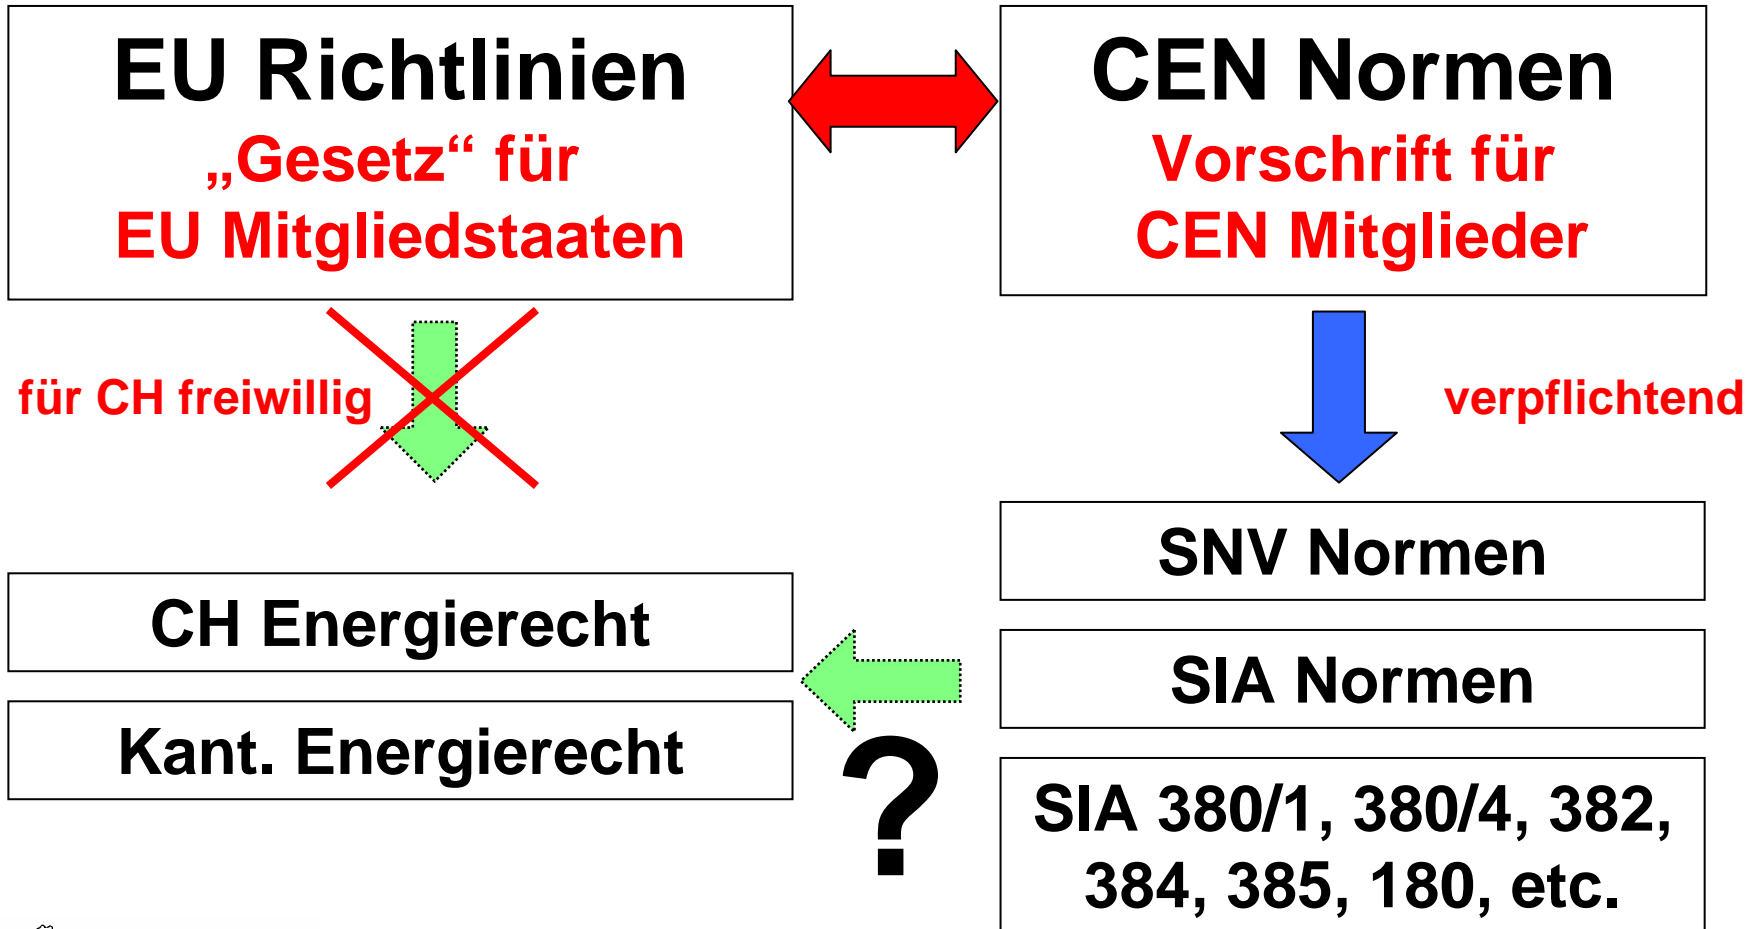 EU Richtlinien
„Gesetz“ für
EU Mitgliedstaaten
CEN Normen
Vorschrift für
CEN Mitglieder
für CH freiwillig
verpflichtend
CH Energierecht
Kant. Energierecht
?
SNV Normen
SIA Normen
SIA 380/1, 380/4, 382,
384, 385, 180, etc.